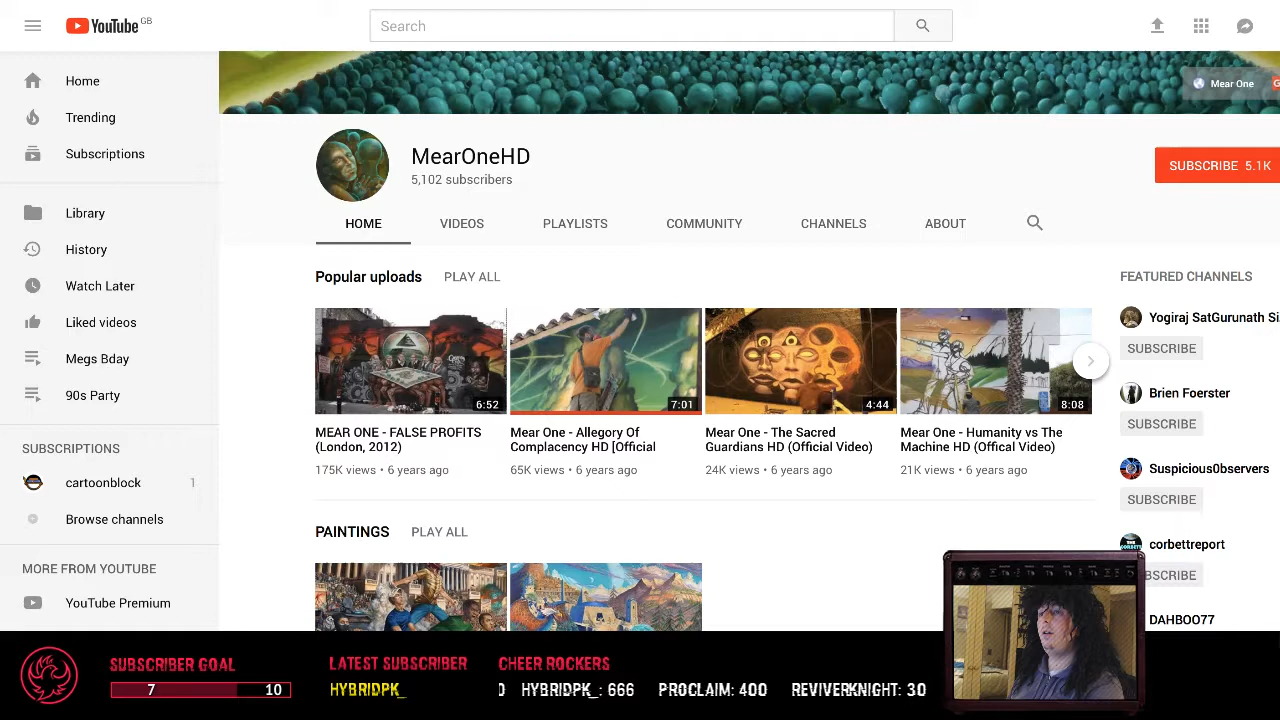 YouTube GB
Search
Mear One
Home
Trending
Subscriptions
Library
History
Watch Later
Liked videos
Megs Bday
90s Party
SUBSCRIPTIONS
cartoonblock 1
Browse channels
MORE FROM YOUTUBE
YouTube Premium
MearOneHD
5,102 subscribers
SUBSCRIBE 5.1K
HOME VIDEOS PLAYLISTS COMMUNITY CHANNELS ABOUT
Popular uploads PLAY ALL
6:52
MEAR ONE - FALSE PROFITS
(London, 2012)
175K views • 6 years ago
7:01
Mear One - Allegory Of
Complacency HD [Official
65K views • 6 years ago
4:44
Mear One - The Sacred
Guardians HD (Official Video)
24K views • 6 years ago
8:08
Mear One - Humanity vs The
Machine HD (Offical Video)
21K views • 6 years ago
PAINTINGS PLAY ALL
FEATURED CHANNELS
Yogiraj SatGurunath Si
SUBSCRIBE
Brien Foerster
SUBSCRIBE
Suspicious0bservers
SUBSCRIBE
corbettreport
SCRIBE
DAHBOO77
SUBSCRIBER GOAL
7 10
LATEST SUBSCRIBER
HYBRIDPK_
CHEER ROCKERS
HYBRIDPK_: 666 PROCLAIM: 400 REVIVERKNIGHT: 30